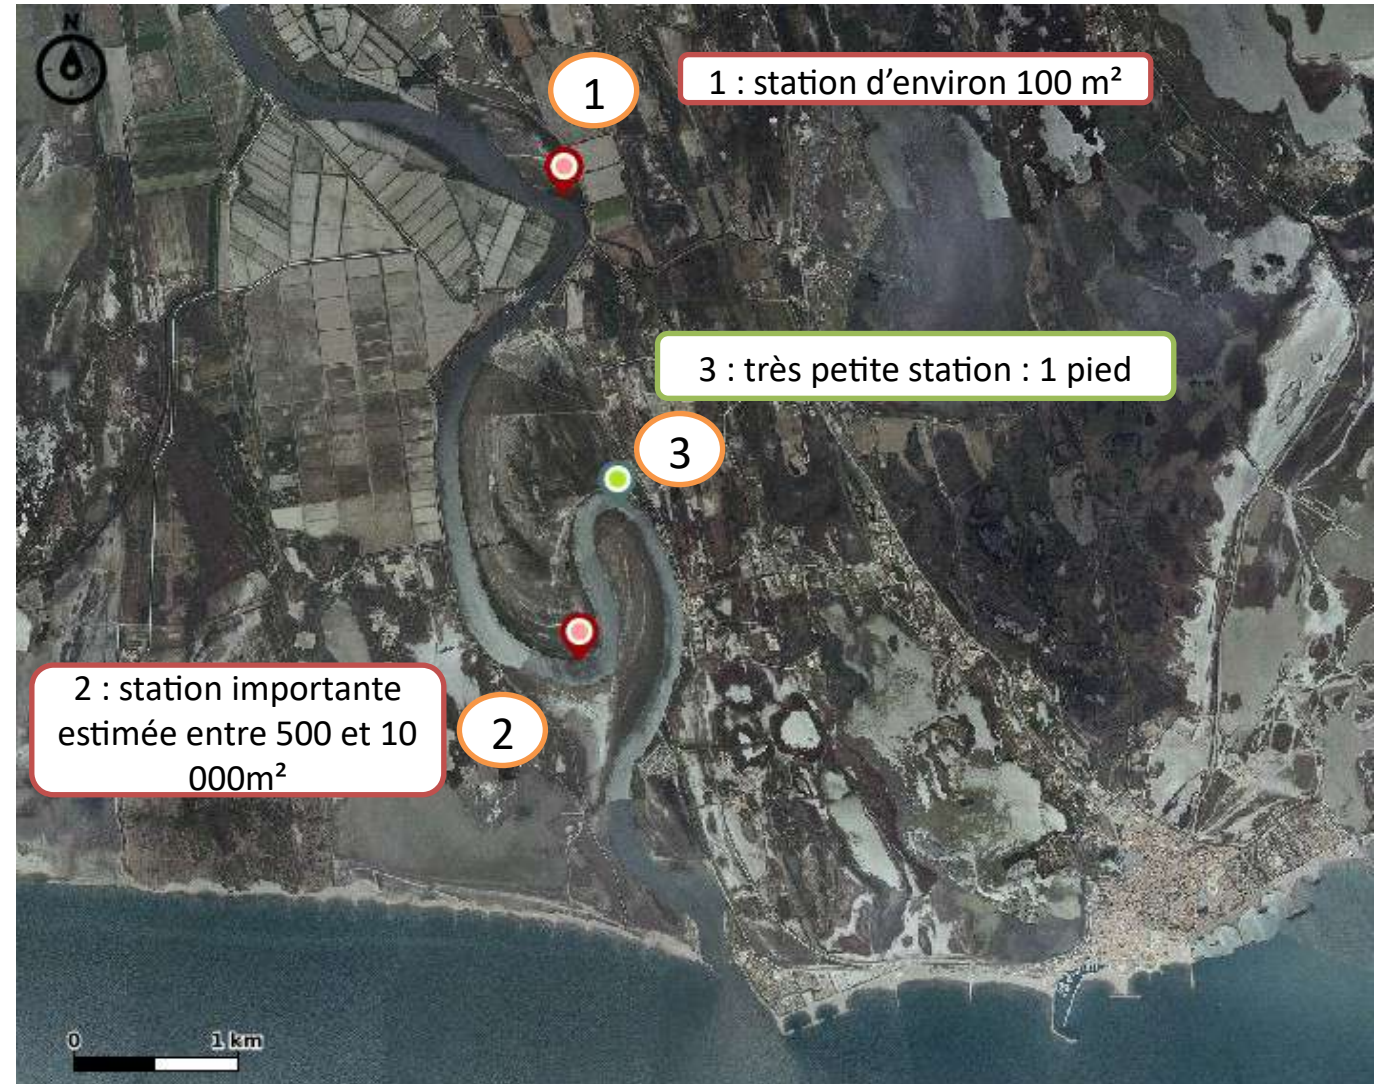 N
1
1 : station d'environ 100 m²
3 : très petite station : 1 pied
3
2 : station importante
estimée entre 500 et 10
000m²
2
0 1 km